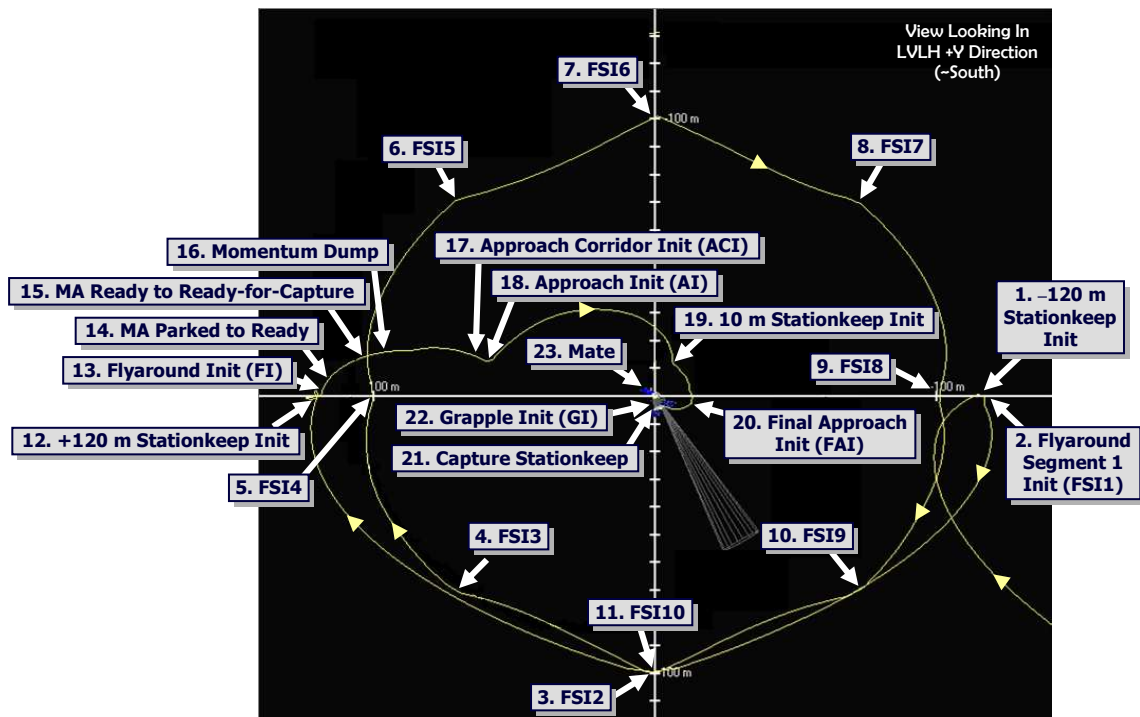 View Looking In
LVLH +Y Direction
(~South)
7. FSI6
100 m
6. FSI5
8. FSI7
16. Momentum Dump
17. Approach Corridor Init (ACI)
15. MA Ready to Ready-for-Capture
18. Approach Init (AI)
1. –120 m
Stationkeep
Init
14. MA Parked to Ready
19. 10 m Stationkeep Init
23. Mate
13. Flyaround Init (FI)
9. FSI8
100 m
-100 m
12. +120 m Stationkeep Init
22. Grapple Init (GI)
20. Final Approach
Init (FAI)
21. Capture Stationkeep
2. Flyaround
Segment 1
Init (FSI1)
5. FSI4
4. FSI3
10. FSI9
11. FSI10
100 m
3. FSI2